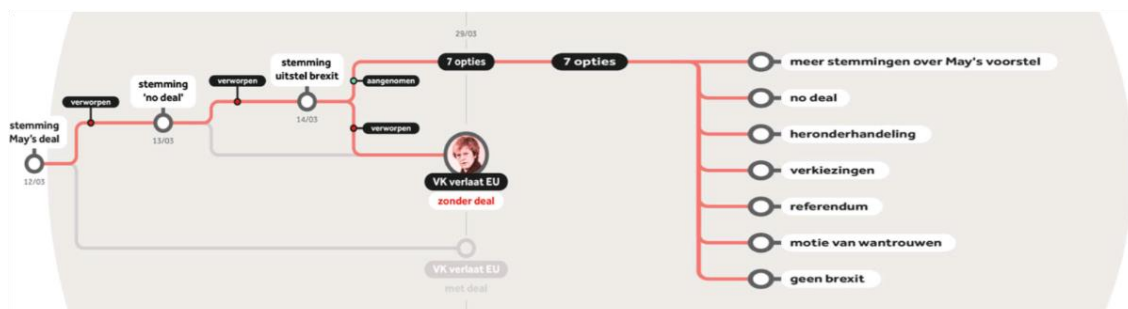 29/03
stemming
May's deal
12/03
verworpen
stemming
'no deal'
13/03
verworpen
stemming
uitstel brexit
14/03
aangenomen
verworpen
7 opties
7 opties
VK verlaat EU
zonder deal
VK verlaat EU
met deal
meer stemmingen over May's voorstel
no deal
heronderhandeling
verkiezingen
referendum
motie van wantrouwen
geen brexit